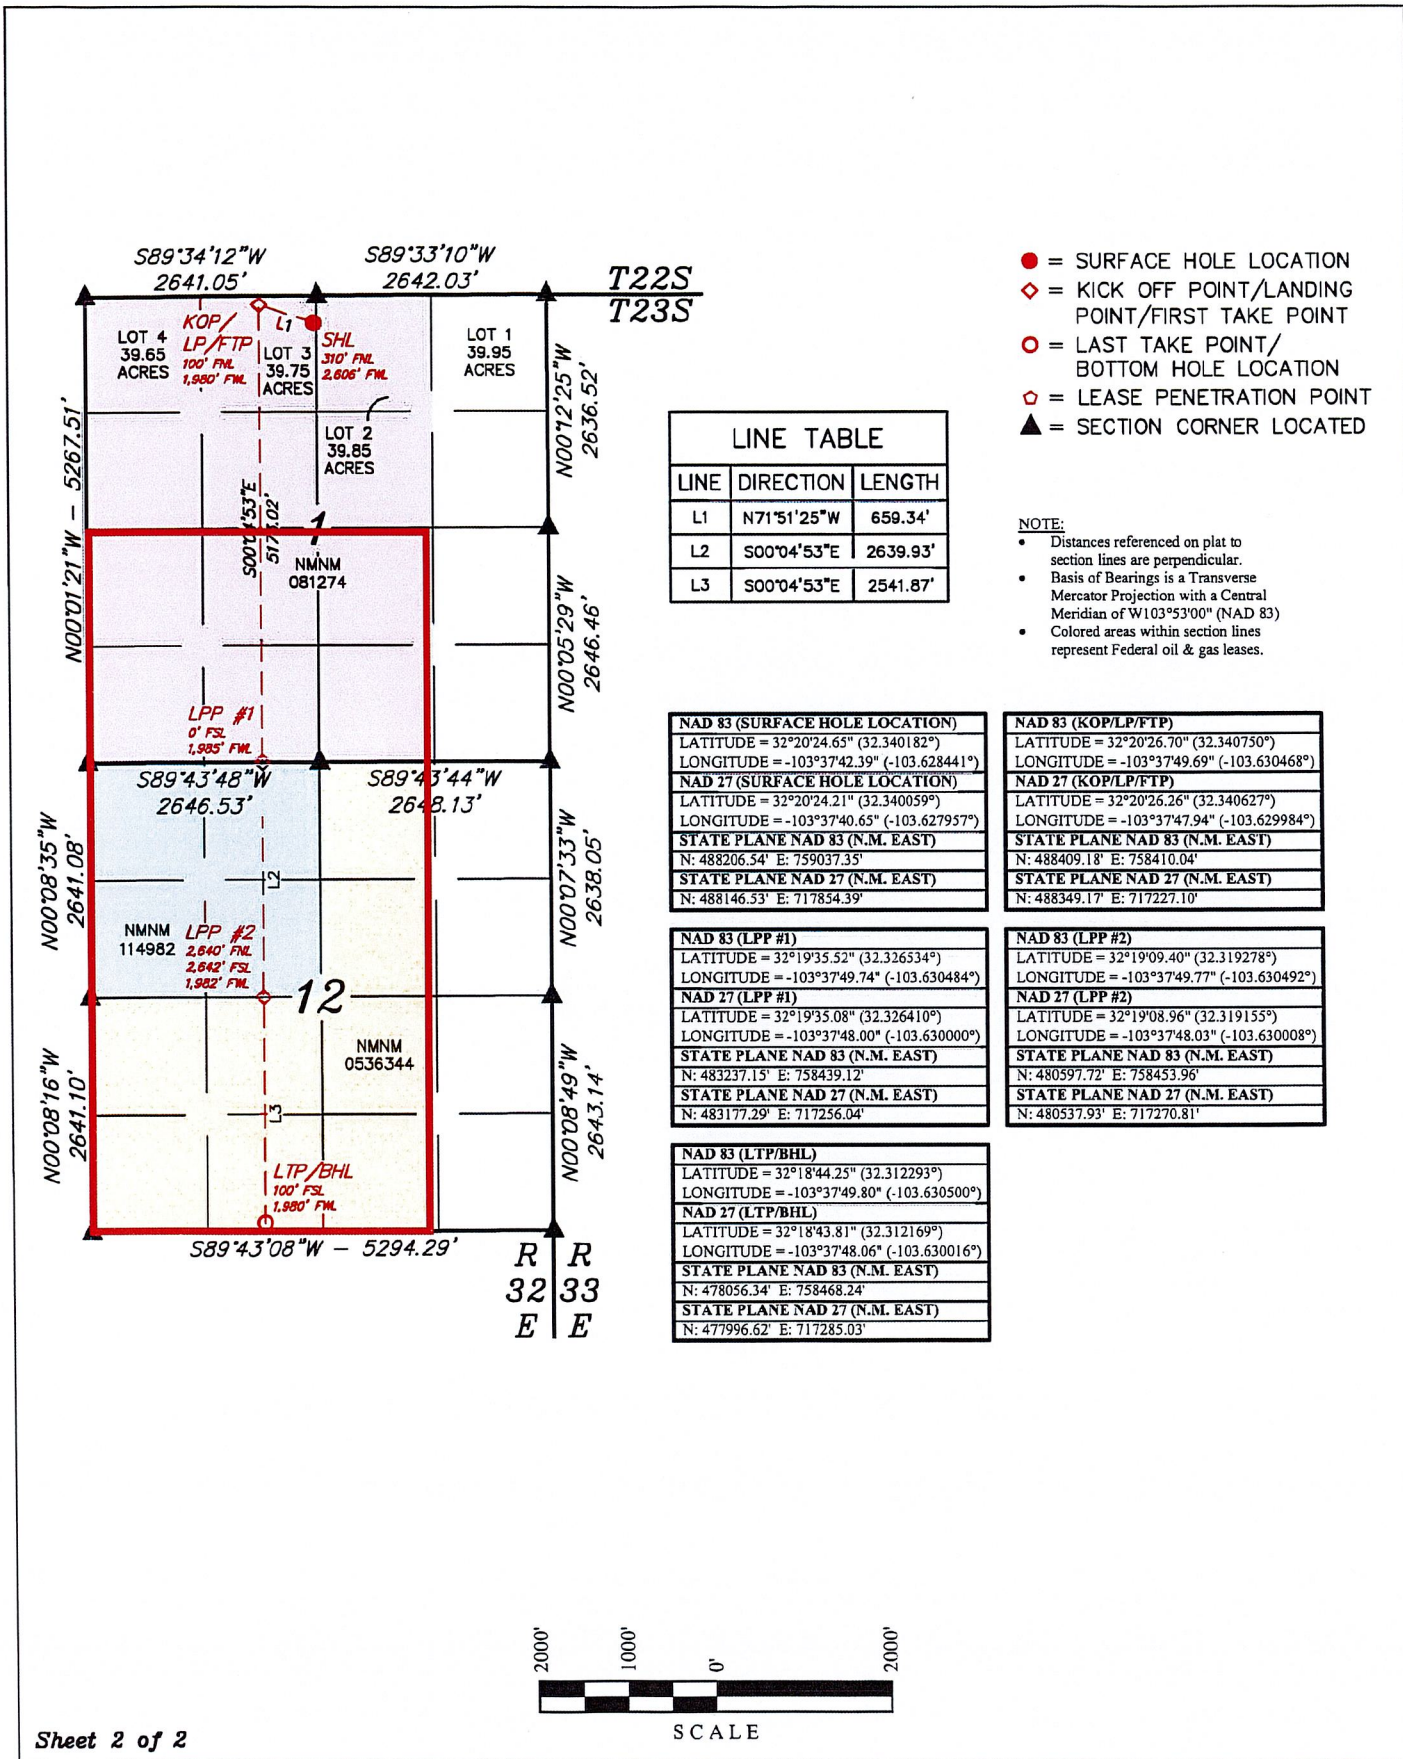 S89°34'12"W
2641.05'
S89°33'10"W
2642.03'
T22S
T23S
LOT 4
39.65
ACRES
KOP/
LP/FTP
100' FNL
1,980' FWL
L1
LOT 3
39.75
ACRES
SHL
310' FNL
2,606' FWL
LOT 1
39.95
ACRES
LOT 2
39.85
ACRES
N00°12'25"W
2636.52'
N00°01'21"W - 5267.51'
S00°04'53"E
1
NMNM
081274
N00°05'29"W
2646.46'
LPP #1
0' FSL
1,985' FWL
S89°43'48"W
2646.53'
S89°43'44"W
2648.13'
N00°08'35"W
2641.08'
L2
N00°07'33"W
2638.05'
NMNM
114982
LPP #2
2,640' FNL
2,642' FSL
1,982' FWL
12
NMNM
0536344
N00°08'16"W
2641.10'
L3
N00°08'49"W
2643.14'
LTP/BHL
100' FSL
1,980' FWL
S89°43'08"W - 5294.29'
R R
32 33
E E
● = SURFACE HOLE LOCATION
◇ = KICK OFF POINT/LANDING
POINT/FIRST TAKE POINT
O = LAST TAKE POINT/
BOTTOM HOLE LOCATION
⬠ = LEASE PENETRATION POINT
▲ = SECTION CORNER LOCATED
LINE TABLE
LINE DIRECTION LENGTH
L1 N71°51'25"W 659.34'
L2 S00°04'53"E 2639.93'
L3 S00°04'53"E 2541.87'
NOTE:
• Distances referenced on plat to
section lines are perpendicular.
• Basis of Bearings is a Transverse
Mercator Projection with a Central
Meridian of W103°53'00" (NAD 83)
• Colored areas within section lines
represent Federal oil & gas leases.
NAD 83 (SURFACE HOLE LOCATION)
LATITUDE = 32°20'24.65" (32.340182°)
LONGITUDE = -103°37'42.39" (-103.628441°)
NAD 27 (SURFACE HOLE LOCATION)
LATITUDE = 32°20'24.21" (32.340059°)
LONGITUDE = -103°37'40.65" (-103.627957°)
STATE PLANE NAD 83 (N.M. EAST)
N: 488206.54' E: 759037.35'
STATE PLANE NAD 27 (N.M. EAST)
N: 488146.53' E: 717854.39'
NAD 83 (KOP/LP/FTP)
LATITUDE = 32°20'26.70" (32.340750°)
LONGITUDE = -103°37'49.69" (-103.630468°)
NAD 27 (KOP/LP/FTP)
LATITUDE = 32°20'26.26" (32.340627°)
LONGITUDE = -103°37'47.94" (-103.629984°)
STATE PLANE NAD 83 (N.M. EAST)
N: 488409.18' E: 758410.04'
STATE PLANE NAD 27 (N.M. EAST)
N: 488349.17' E: 717227.10'
NAD 83 (LPP #1)
LATITUDE = 32°19'35.52" (32.326534°)
LONGITUDE = -103°37'49.74" (-103.630484°)
NAD 27 (LPP #1)
LATITUDE = 32°19'35.08" (32.326410°)
LONGITUDE = -103°37'48.00" (-103.630000°)
STATE PLANE NAD 83 (N.M. EAST)
N: 483237.15' E: 758439.12'
STATE PLANE NAD 27 (N.M. EAST)
N: 483177.29' E: 717256.04'
NAD 83 (LPP #2)
LATITUDE = 32°19'09.40" (32.319278°)
LONGITUDE = -103°37'49.77" (-103.630492°)
NAD 27 (LPP #2)
LATITUDE = 32°19'08.96" (32.319155°)
LONGITUDE = -103°37'48.03" (-103.630008°)
STATE PLANE NAD 83 (N.M. EAST)
N: 480597.72' E: 758453.96'
STATE PLANE NAD 27 (N.M. EAST)
N: 480537.93' E: 717270.81'
NAD 83 (LTP/BHL)
LATITUDE = 32°18'44.25" (32.312293°)
LONGITUDE = -103°37'49.80" (-103.630500°)
NAD 27 (LTP/BHL)
LATITUDE = 32°18'43.81" (32.312169°)
LONGITUDE = -103°37'48.06" (-103.630016°)
STATE PLANE NAD 83 (N.M. EAST)
N: 478056.34' E: 758468.24'
STATE PLANE NAD 27 (N.M. EAST)
N: 477996.62' E: 717285.03'
2000' 1000' 0' 2000'
SCALE
Sheet 2 of 2